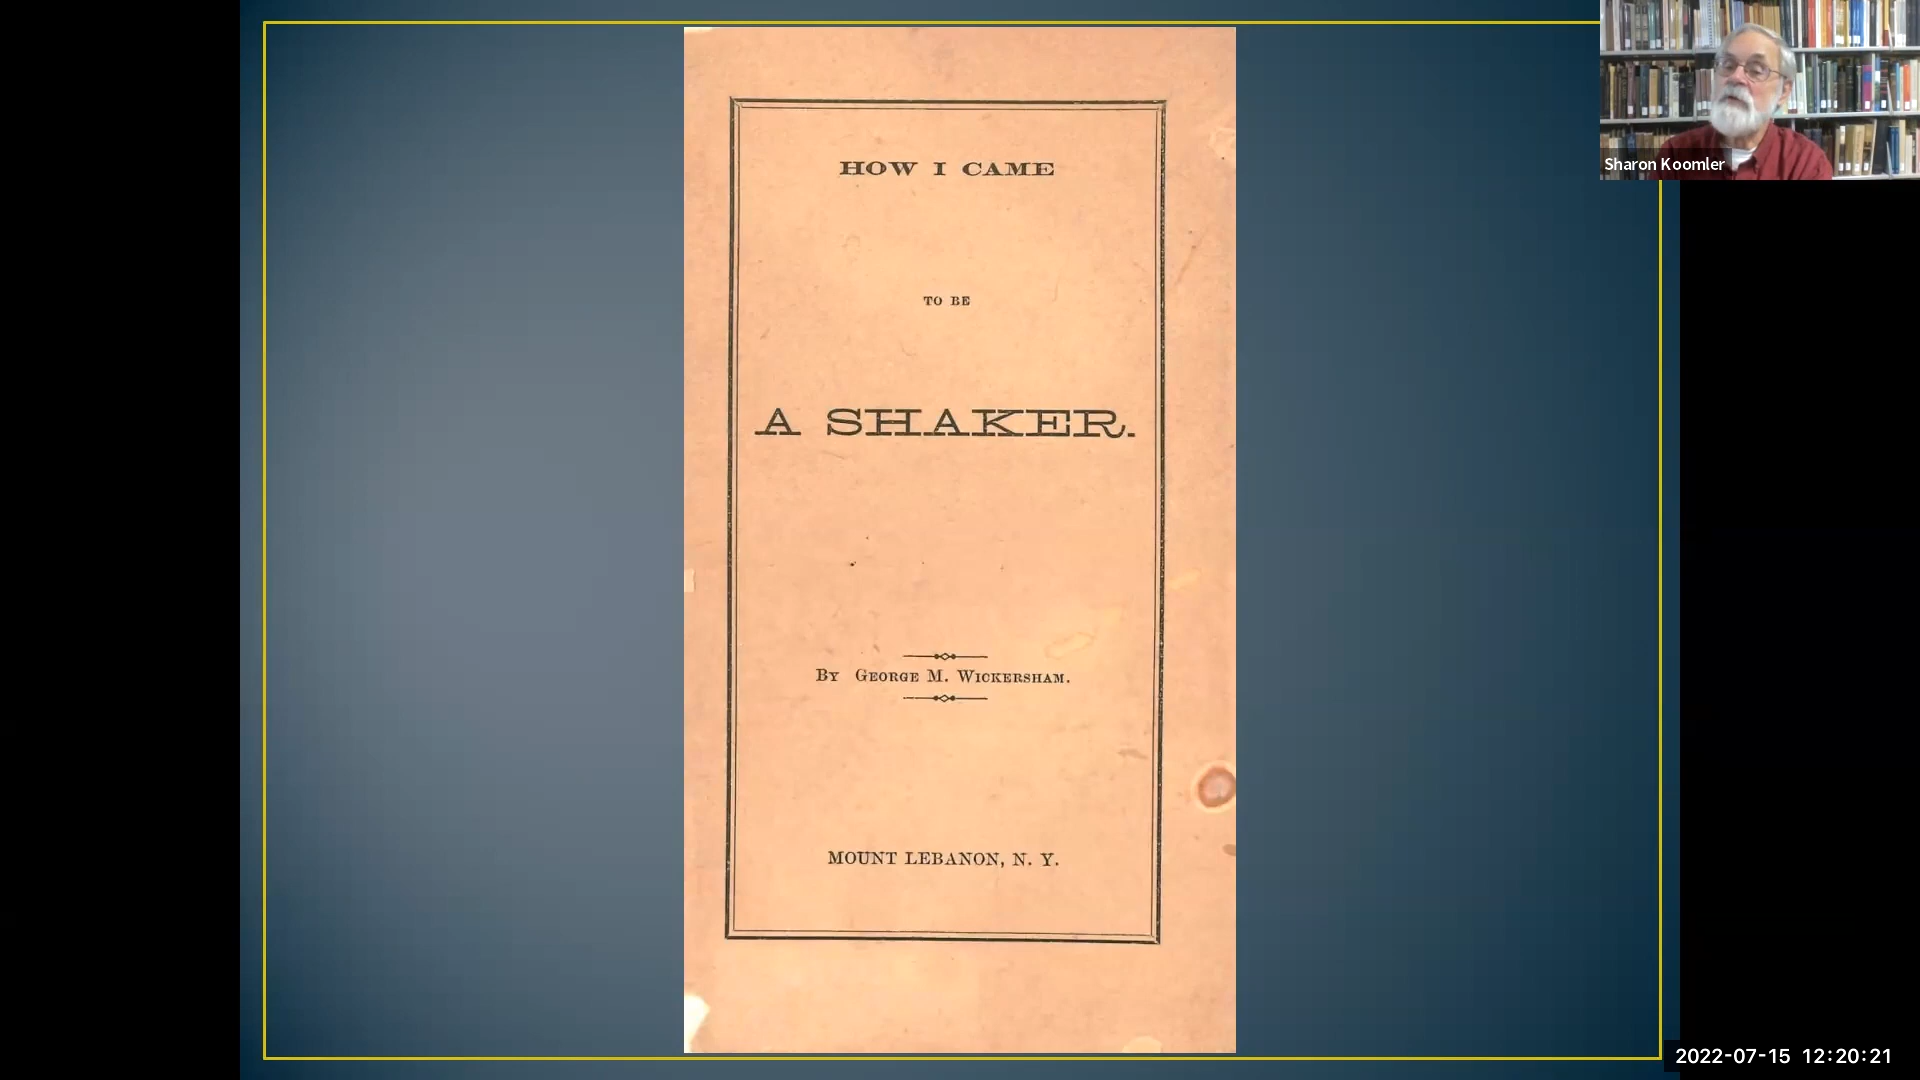 HOW I CAME
TO BE
A SHAKER.
By George M. Wickersham.
MOUNT LEBANON, N. Y.
Sharon Koomler
2022-07-15 12:20:21